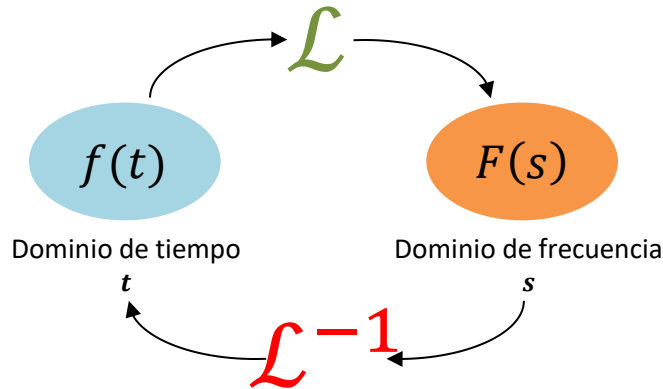 ℒ
f(t)
F(s)
Dominio de tiempo
t
Dominio de frecuencia
s
ℒ⁻¹